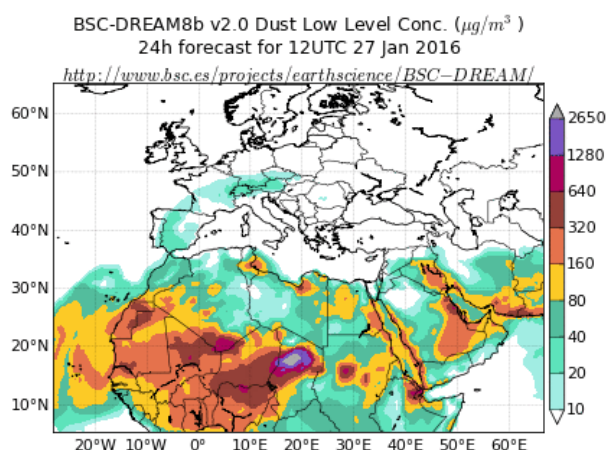 BSC-DREAM8b v2.0 Dust Low Level Conc. (μg/m³ )
24h forecast for 12UTC 27 Jan 2016
http://www.bsc.es/projects/earthscience/BSC−DREAM/
60°N
50°N
40°N
30°N
20°N
10°N
20°W 10°W 0° 10°E 20°E 30°E 40°E 50°E 60°E
2650
1280
640
320
160
80
40
20
10